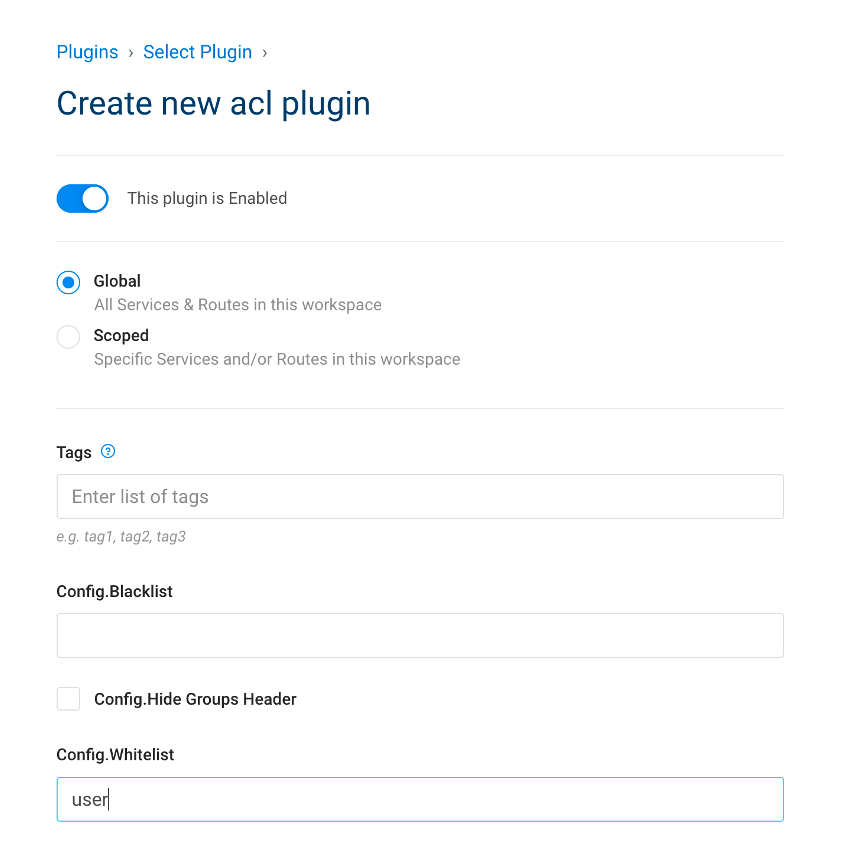 Plugins › Select Plugin ›
Create new acl plugin
This plugin is Enabled
Global
All Services & Routes in this workspace
Scoped
Specific Services and/or Routes in this workspace
Tags ?
Enter list of tags
e.g. tag1, tag2, tag3
Config.Blacklist
Config.Hide Groups Header
Config.Whitelist
user